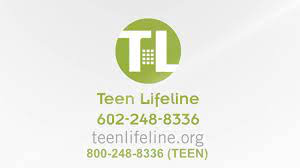 TL
Teen Lifeline
602-248-8336
teenlifeline.org
800-248-8336 (TEEN)